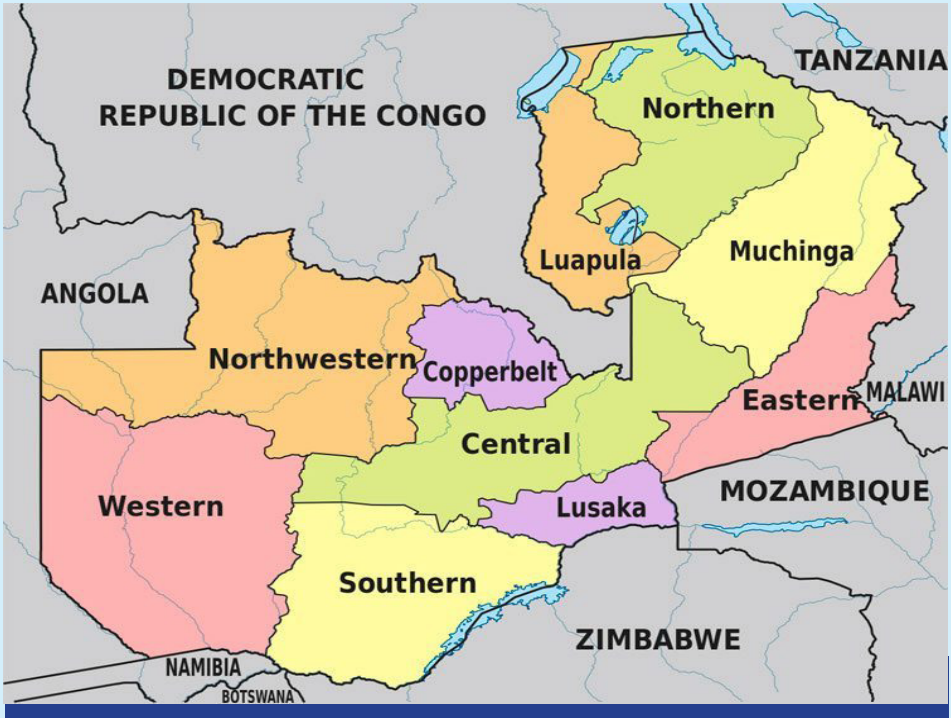 TANZANIA
DEMOCRATIC
REPUBLIC OF THE CONGO
Northern
Muchinga
Luapula
ANGOLA
Northwestern
Copperbelt
MALAWI
Eastern
Central
MOZAMBIQUE
Western
Lusaka
Southern
ZIMBABWE
NAMIBIA
BOTSWANA